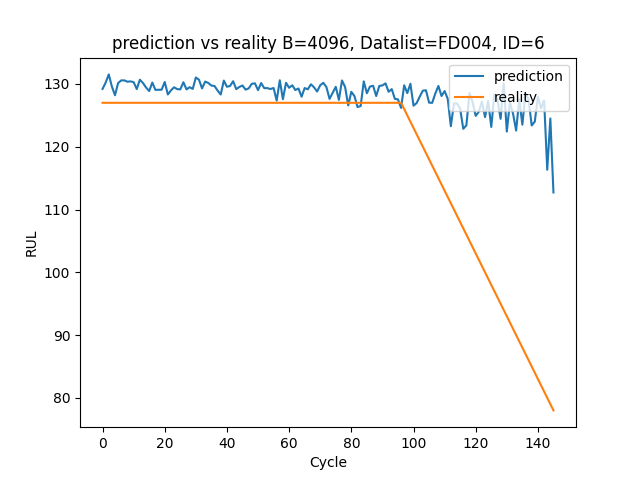 prediction vs reality B=4096, Datalist=FD004, ID=6
prediction
reality
RUL
130
120
110
100
90
80
0 20 40 60 80 100 120 140
Cycle